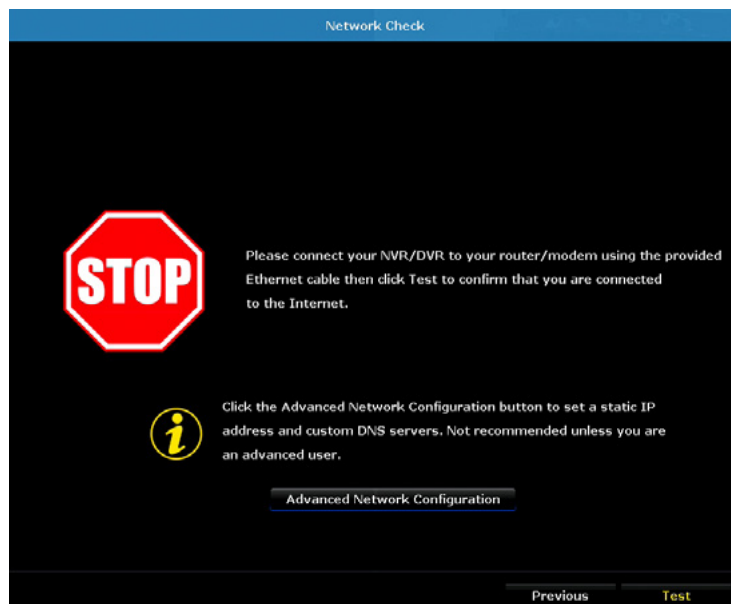 Network Check
STOP
Please connect your NVR/DVR to your router/modem using the provided
Ethernet cable then click Test to confirm that you are connected
to the Internet.
i
Click the Advanced Network Configuration button to set a static IP
address and custom DNS servers. Not recommended unless you are
an advanced user.
Advanced Network Configuration
Previous
Test